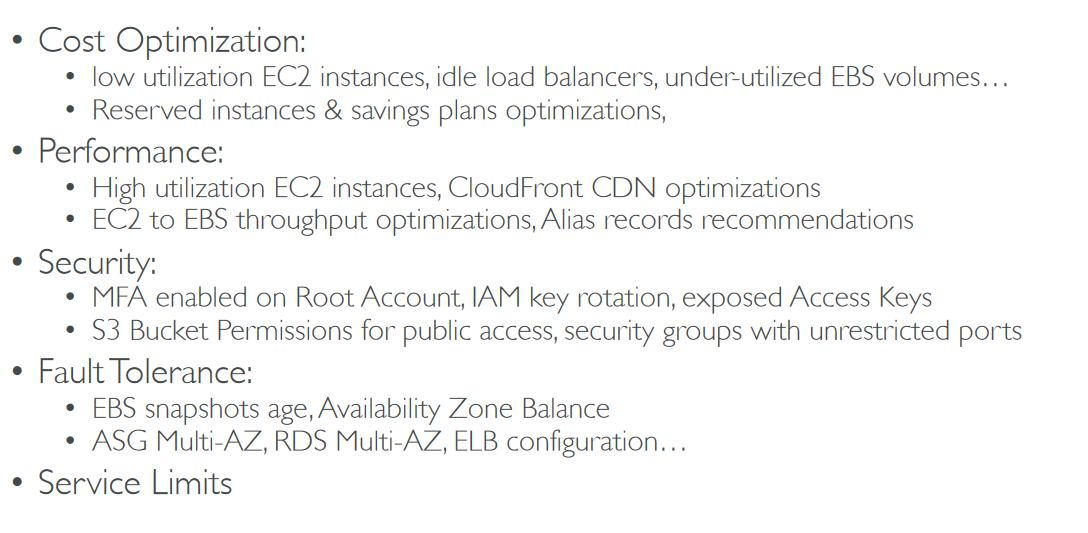 • Cost Optimization:
• low utilization EC2 instances, idle load balancers, under-utilized EBS volumes…
• Reserved instances & savings plans optimizations,
• Performance:
• High utilization EC2 instances, CloudFront CDN optimizations
• EC2 to EBS throughput optimizations, Alias records recommendations
• Security:
• MFA enabled on Root Account, IAM key rotation, exposed Access Keys
• S3 Bucket Permissions for public access, security groups with unrestricted ports
• Fault Tolerance:
• EBS snapshots age, Availability Zone Balance
• ASG Multi-AZ, RDS Multi-AZ, ELB configuration…
• Service Limits